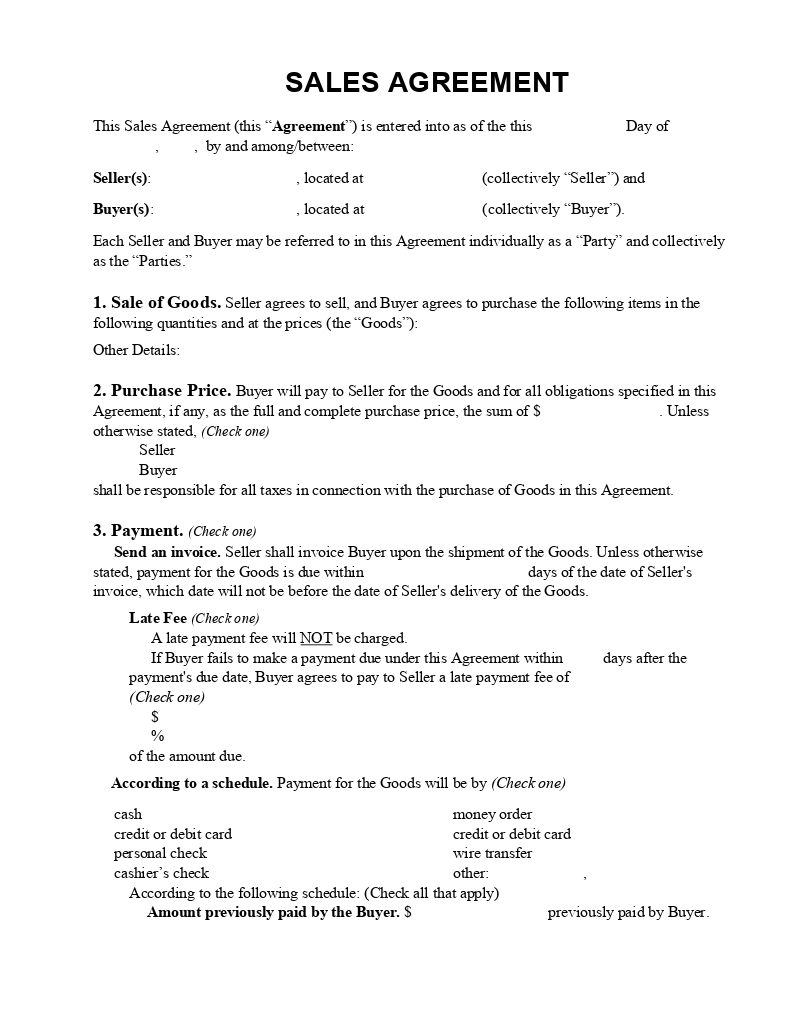 SALES AGREEMENT
This Sales Agreement (this “Agreement”) is entered into as of the this Day of
, , by and among/between:
Seller(s): , located at (collectively “Seller”) and
Buyer(s): , located at (collectively “Buyer”).
Each Seller and Buyer may be referred to in this Agreement individually as a “Party” and collectively
as the “Parties.”
1. Sale of Goods. Seller agrees to sell, and Buyer agrees to purchase the following items in the
following quantities and at the prices (the “Goods”):
Other Details:
2. Purchase Price. Buyer will pay to Seller for the Goods and for all obligations specified in this
Agreement, if any, as the full and complete purchase price, the sum of $ . Unless
otherwise stated, (Check one)
Seller
Buyer
shall be responsible for all taxes in connection with the purchase of Goods in this Agreement.
3. Payment. (Check one)
Send an invoice. Seller shall invoice Buyer upon the shipment of the Goods. Unless otherwise
stated, payment for the Goods is due within days of the date of Seller's
invoice, which date will not be before the date of Seller's delivery of the Goods.
Late Fee (Check one)
A late payment fee will NOT be charged.
If Buyer fails to make a payment due under this Agreement within days after the
payment's due date, Buyer agrees to pay to Seller a late payment fee of
(Check one)
$
%
of the amount due.
According to a schedule. Payment for the Goods will be by (Check one)
cash money order
credit or debit card credit or debit card
personal check wire transfer
cashier’s check other: ,
According to the following schedule: (Check all that apply)
Amount previously paid by the Buyer. $ previously paid by Buyer.